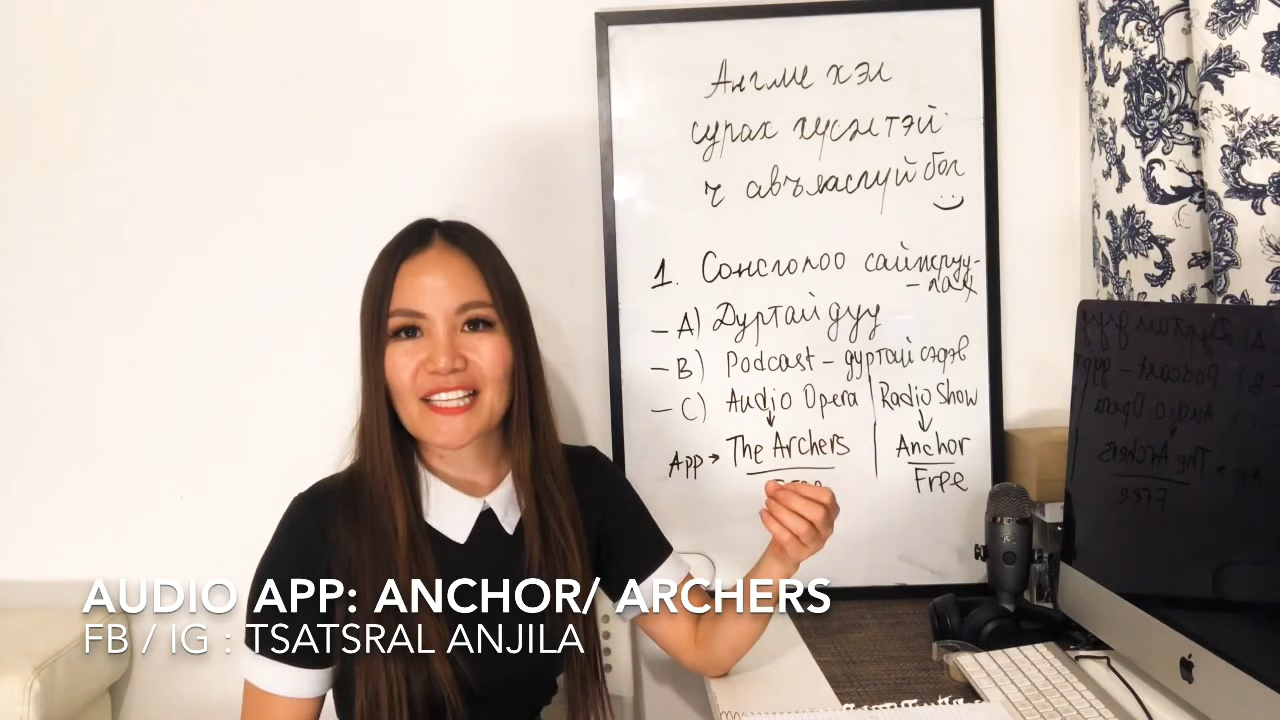 Англи хэл
сурах хүсэлтэй
ч авъяасгүй бол
1. Сонсголоо сайжруу-
- лах
- A) Дуртай дуу
- B) Podcast - дуртай сэдэв
- C) Audio Opera | Radio Show
App → The Archers | Anchor
Free Free
AUDIO APP: ANCHOR/ ARCHERS
FB / IG : TSATSRAL ANJILA